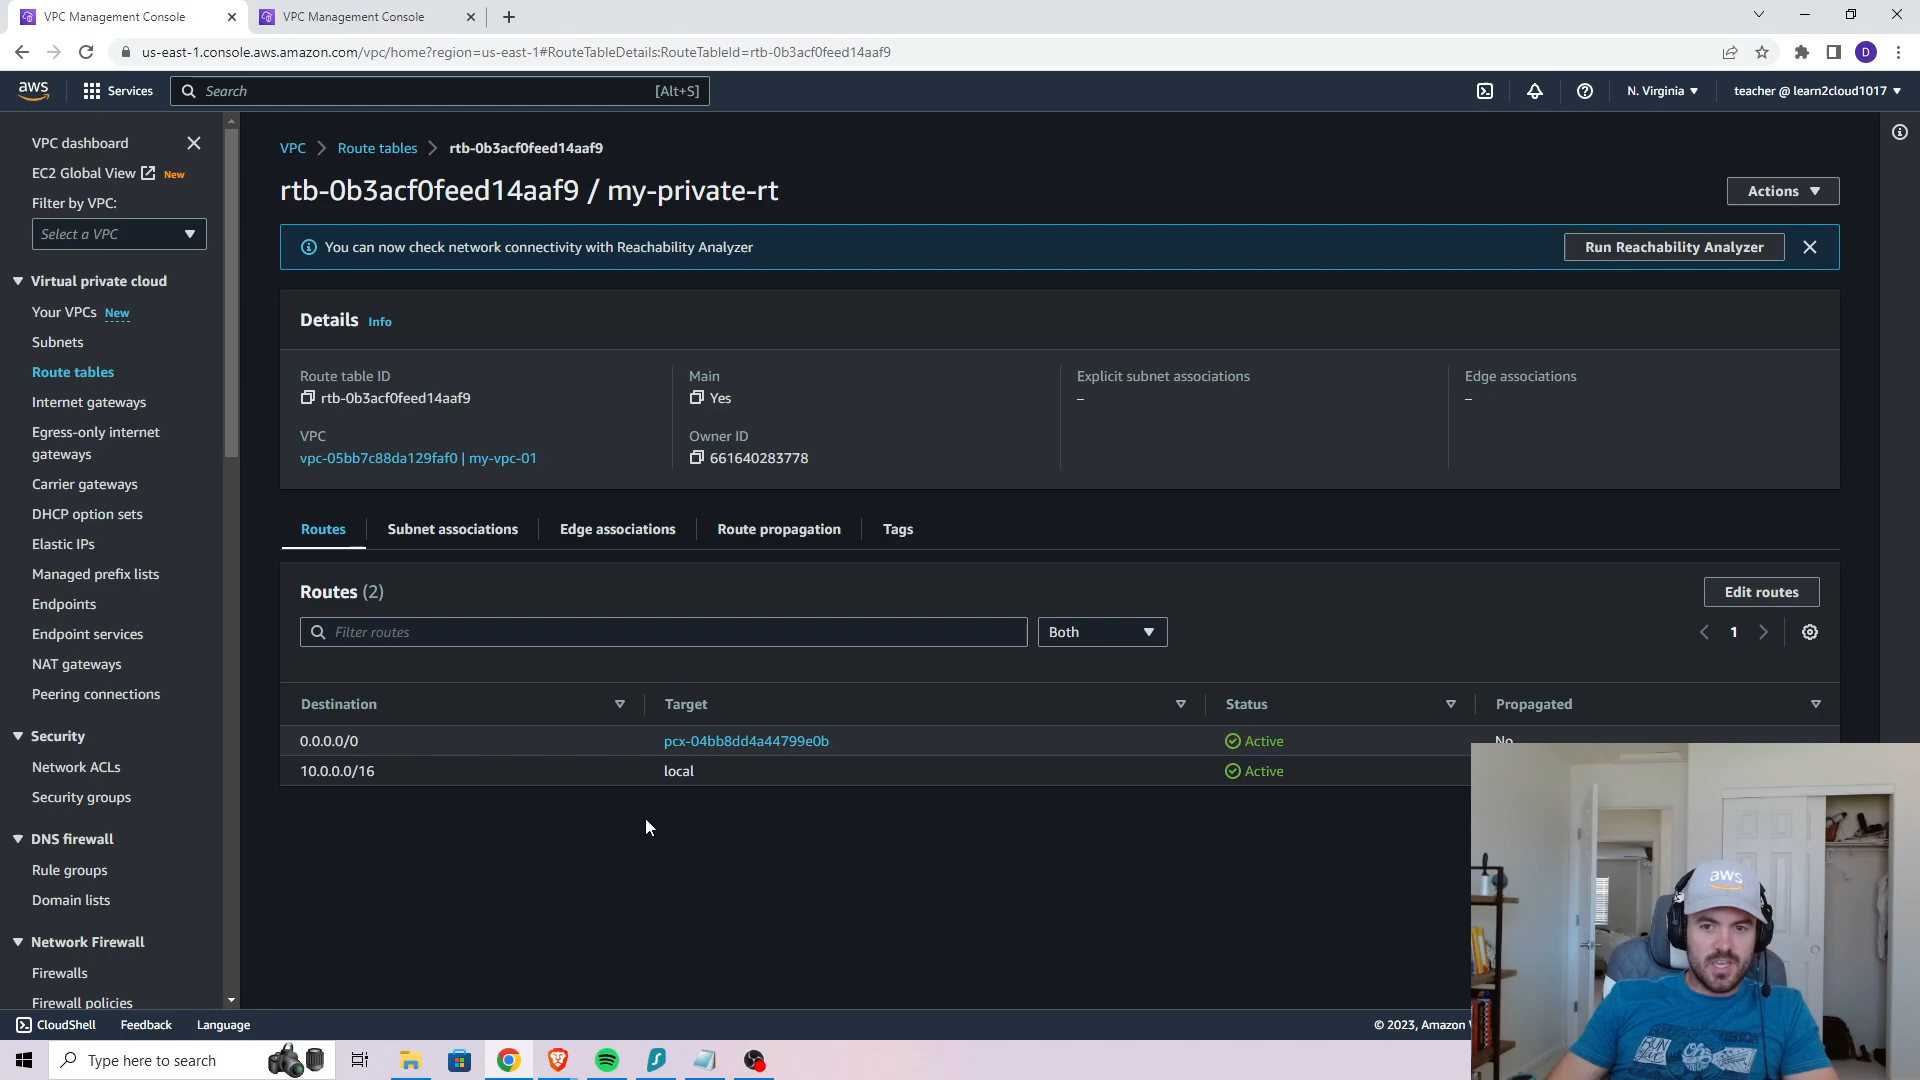 VPC Management Console
VPC Management Console
us-east-1.console.aws.amazon.com/vpc/home?region=us-east-1#RouteTableDetails:RouteTableId=rtb-0b3acf0feed14aaf9
D
aws
Services
Search
[Alt+S]
N. Virginia
teacher @ learn2cloud1017
VPC dashboard
EC2 Global View New
Filter by VPC:
Select a VPC
Virtual private cloud
Your VPCs New
Subnets
Route tables
Internet gateways
Egress-only internet
gateways
Carrier gateways
DHCP option sets
Elastic IPs
Managed prefix lists
Endpoints
Endpoint services
NAT gateways
Peering connections
Security
Network ACLs
Security groups
DNS firewall
Rule groups
Domain lists
Network Firewall
Firewalls
Firewall policies
VPC Route tables rtb-0b3acf0feed14aaf9
rtb-0b3acf0feed14aaf9 / my-private-rt
Actions
You can now check network connectivity with Reachability Analyzer
Run Reachability Analyzer
Details Info
Route table ID
rtb-0b3acf0feed14aaf9
Main
Yes
Explicit subnet associations
–
Edge associations
–
VPC
vpc-05bb7c88da129faf0 | my-vpc-01
Owner ID
661640283778
Routes
Subnet associations
Edge associations
Route propagation
Tags
Routes (2)
Edit routes
Filter routes
Both
1
Destination
Target
Status
Propagated
0.0.0.0/0
pcx-04bb8dd4a44799e0b
Active
No
10.0.0.0/16
local
Active
aws
CloudShell
Feedback
Language
© 2023, Amazon
Type here to search